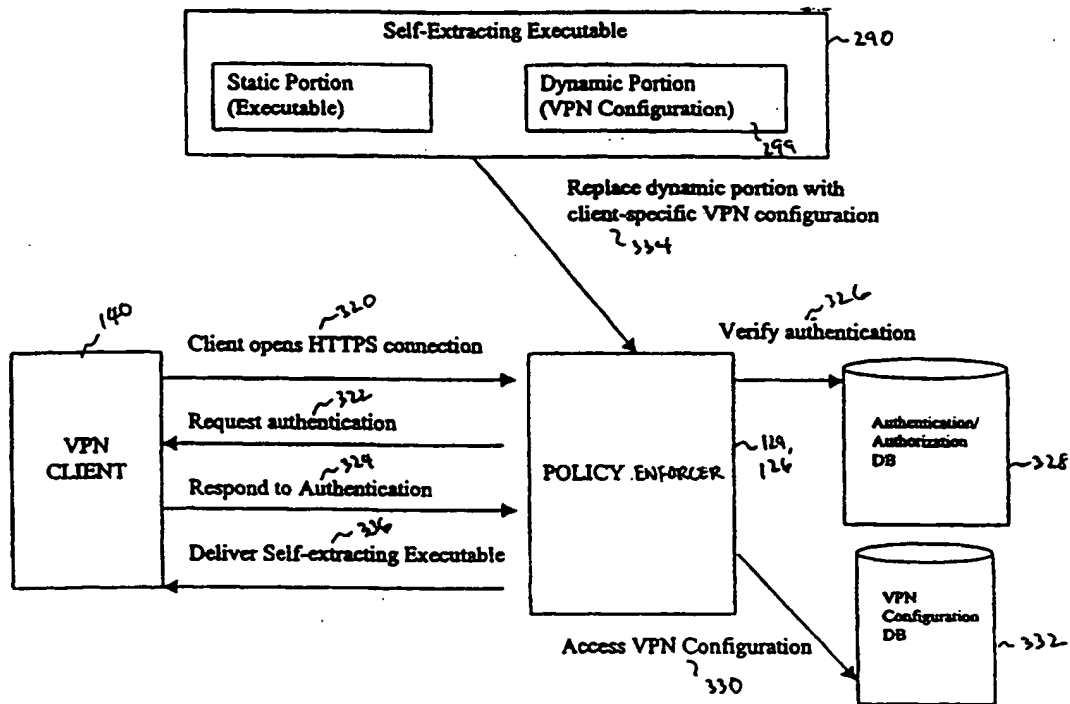 Self-Extracting Executable
290
Static Portion
(Executable)
Dynamic Portion
(VPN Configuration)
299
Replace dynamic portion with
client-specific VPN configuration
334
140
320
Client opens HTTPS connection
326
Verify authentication
322
Request authentication
VPN
CLIENT
324
Respond to Authentication
336
Deliver Self-extracting Executable
POLICY ENFORCER
124,
126
Authentication/
Authorization
DB
328
VPN
Configuration
DB
332
Access VPN Configuration
330